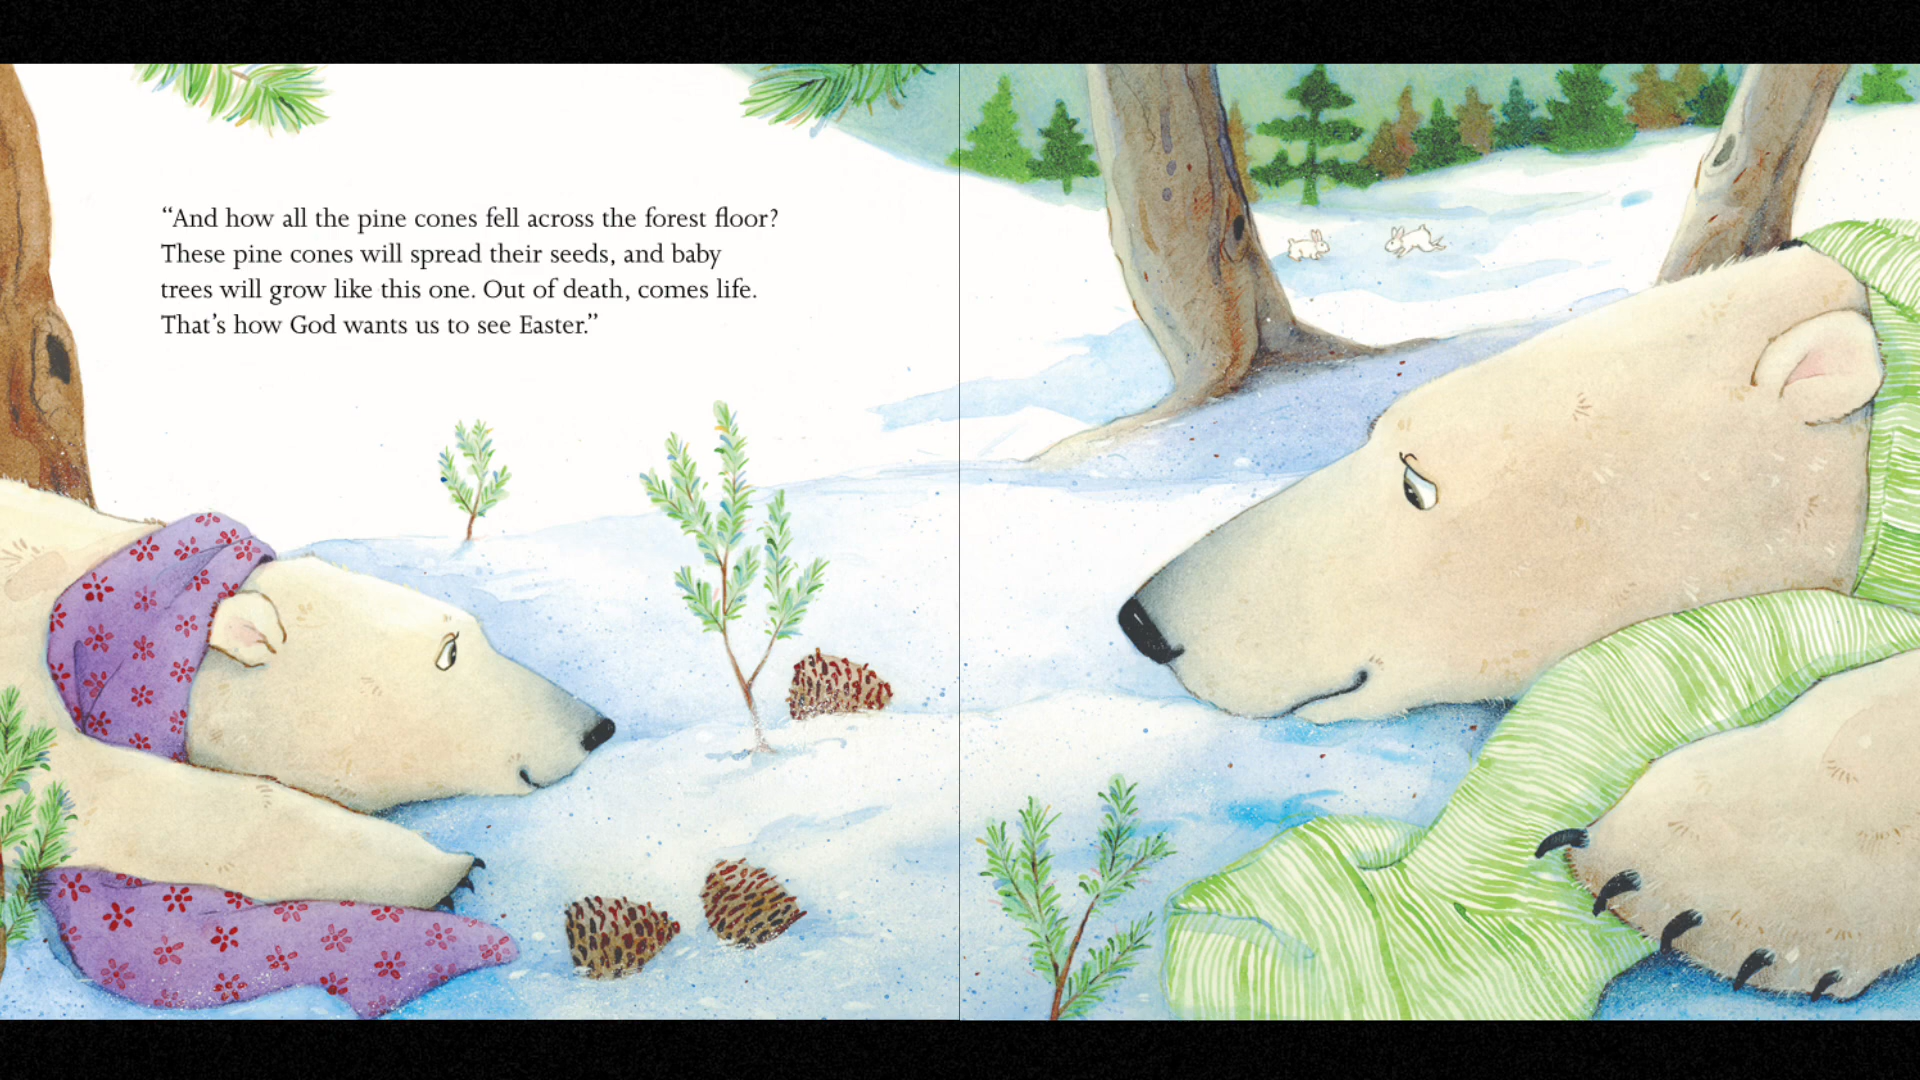 “And how all the pine cones fell across the forest floor?
These pine cones will spread their seeds, and baby
trees will grow like this one. Out of death, comes life.
That’s how God wants us to see Easter.”